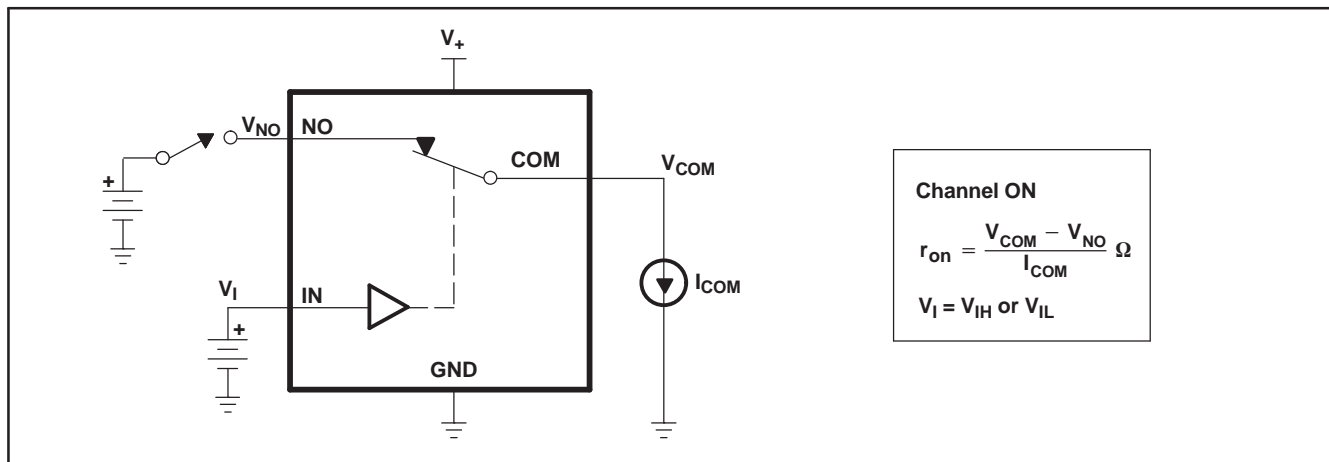 V+
VNO
NO
COM
VCOM
+
VI
IN
ICOM
+
GND
Channel ON
ron = VCOM − VNO / ICOM Ω
VI = VIH or VIL